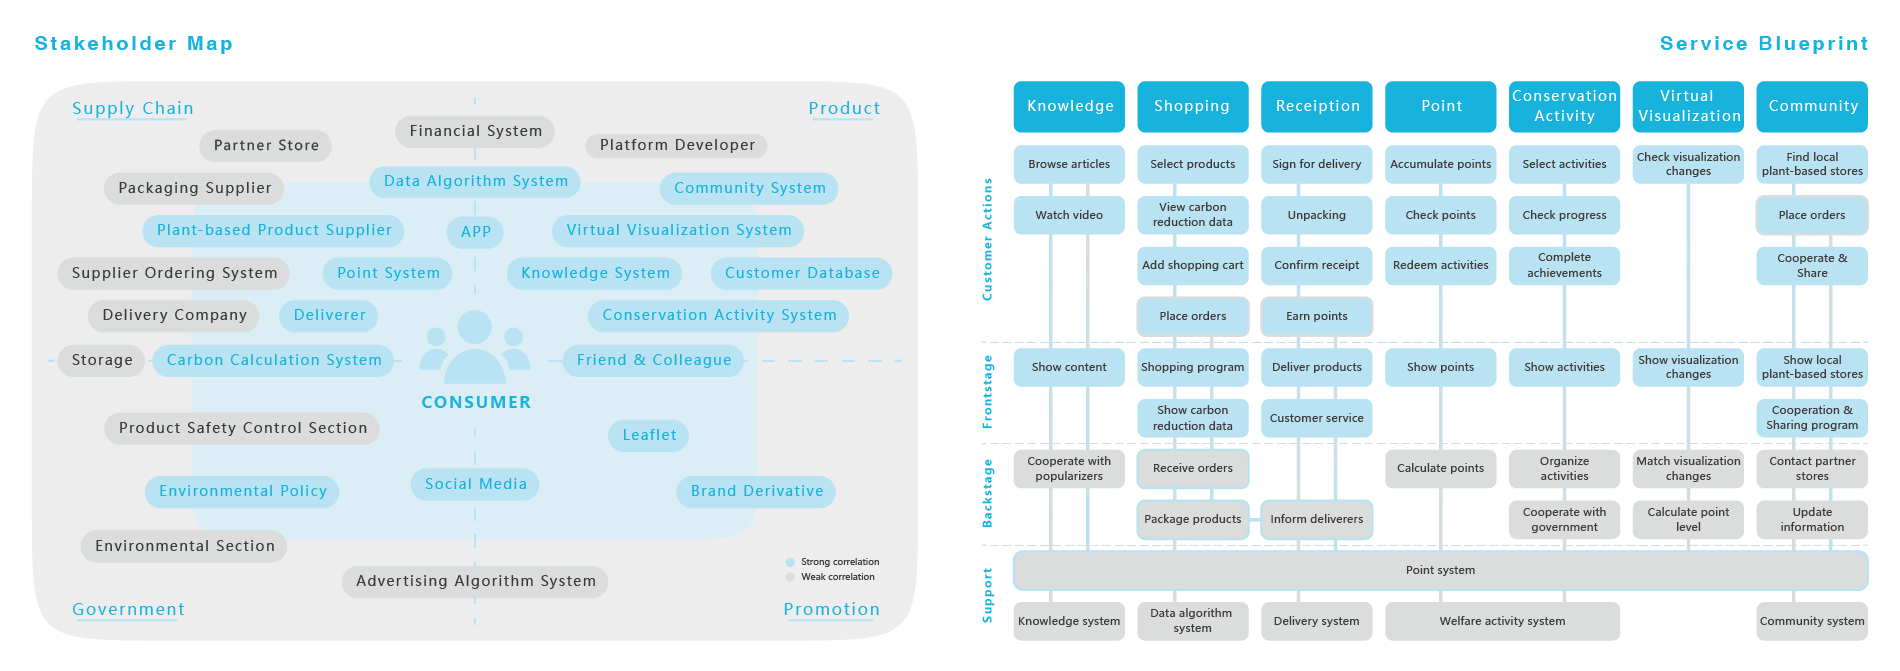 Stakeholder Map
Supply Chain
Product
Financial System
Partner Store
Platform Developer
Data Algorithm System
Packaging Supplier
Community System
Plant-based Product Supplier
APP
Virtual Visualization System
Supplier Ordering System
Point System
Knowledge System
Customer Database
Delivery Company
Deliverer
Conservation Activity System
Storage
Carbon Calculation System
Friend & Colleague
CONSUMER
Product Safety Control Section
Leaflet
Environmental Policy
Social Media
Brand Derivative
Environmental Section
Strong correlation
Weak correlation
Advertising Algorithm System
Government
Promotion
Service Blueprint
Knowledge
Shopping
Receiption
Point
Conservation
Activity
Virtual
Visualization
Community
Customer Actions
Browse articles
Select products
Sign for delivery
Accumulate points
Select activities
Check visualization
changes
Find local
plant-based stores
Watch video
View carbon
reduction data
Unpacking
Check points
Check progress
Place orders
Add shopping cart
Confirm receipt
Redeem activities
Complete
achievements
Cooperate &
Share
Place orders
Earn points
Frontstage
Show content
Shopping program
Deliver products
Show points
Show activities
Show visualization
changes
Show local
plant-based stores
Show carbon
reduction data
Customer service
Cooperation &
Sharing program
Backstage
Cooperate with
popularizers
Receive orders
Calculate points
Organize
activities
Match visualization
changes
Contact partner
stores
Package products
Inform deliverers
Cooperate with
government
Calculate point
level
Update
information
Support
Point system
Knowledge system
Data algorithm
system
Delivery system
Welfare activity system
Community system